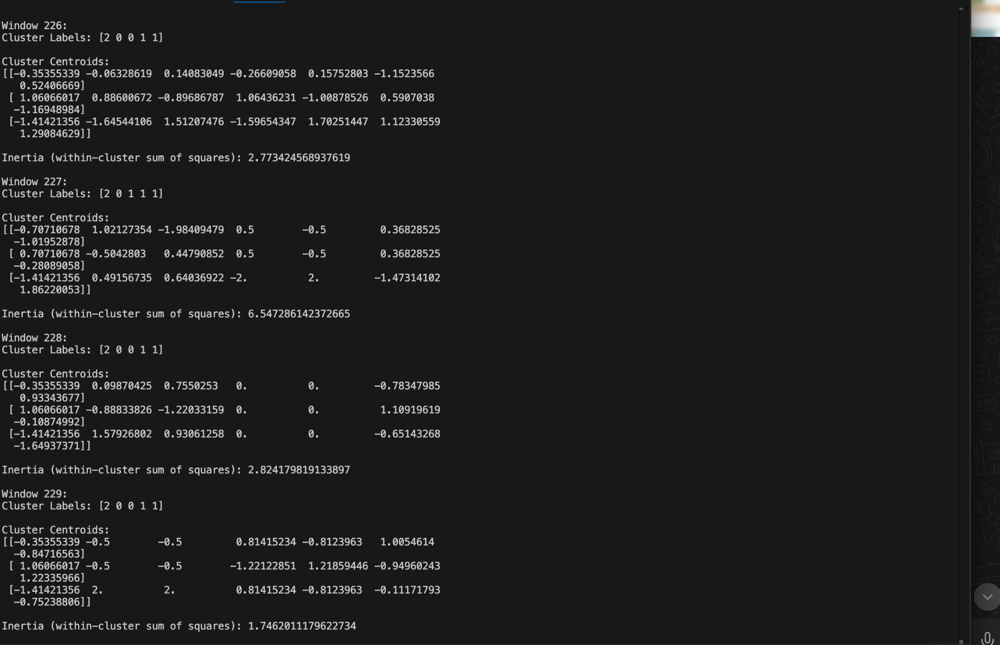 Window 226:
Cluster Labels: [2 0 0 1 1]
Cluster Centroids:
[[-0.35355339 -0.06328619  0.14083049 -0.26609058  0.15752803 -1.1523566
   0.52406669]
 [ 1.06066017  0.88600672 -0.89686787  1.06436231 -1.00878526  0.5907038
  -1.16948984]
 [-1.41421356 -1.64544106  1.51207476 -1.59654347  1.70251447  1.12330559
   1.29084629]]
Inertia (within-cluster sum of squares): 2.773424568937619
Window 227:
Cluster Labels: [2 0 1 1 1]
Cluster Centroids:
[[-0.70710678  1.02127354 -1.98409479  0.5        -0.5         0.36828525
  -1.01952878]
 [ 0.70710678 -0.5042803   0.44790852  0.5        -0.5         0.36828525
  -0.28089058]
 [-1.41421356  0.49156735  0.64036922 -2.          2.         -1.47314102
   1.86220053]]
Inertia (within-cluster sum of squares): 6.547286142372665
Window 228:
Cluster Labels: [2 0 0 1 1]
Cluster Centroids:
[[-0.35355339  0.09870425  0.7550253   0.          0.         -0.78347985
   0.93343677]
 [ 1.06066017 -0.88833826 -1.22033159  0.          0.          1.10919619
  -0.10874992]
 [-1.41421356  1.57926802  0.93061258  0.          0.         -0.65143268
  -1.64937371]]
Inertia (within-cluster sum of squares): 2.824179819133897
Window 229:
Cluster Labels: [2 0 0 1 1]
Cluster Centroids:
[[-0.35355339 -0.5        -0.5         0.81415234 -0.8123963   1.0054614
  -0.84716563]
 [ 1.06066017 -0.5        -0.5        -1.22122851  1.21859446 -0.94960243
   1.22335966]
 [-1.41421356  2.          2.          0.81415234 -0.8123963  -0.11171793
  -0.75238806]]
Inertia (within-cluster sum of squares): 1.7462011179622734